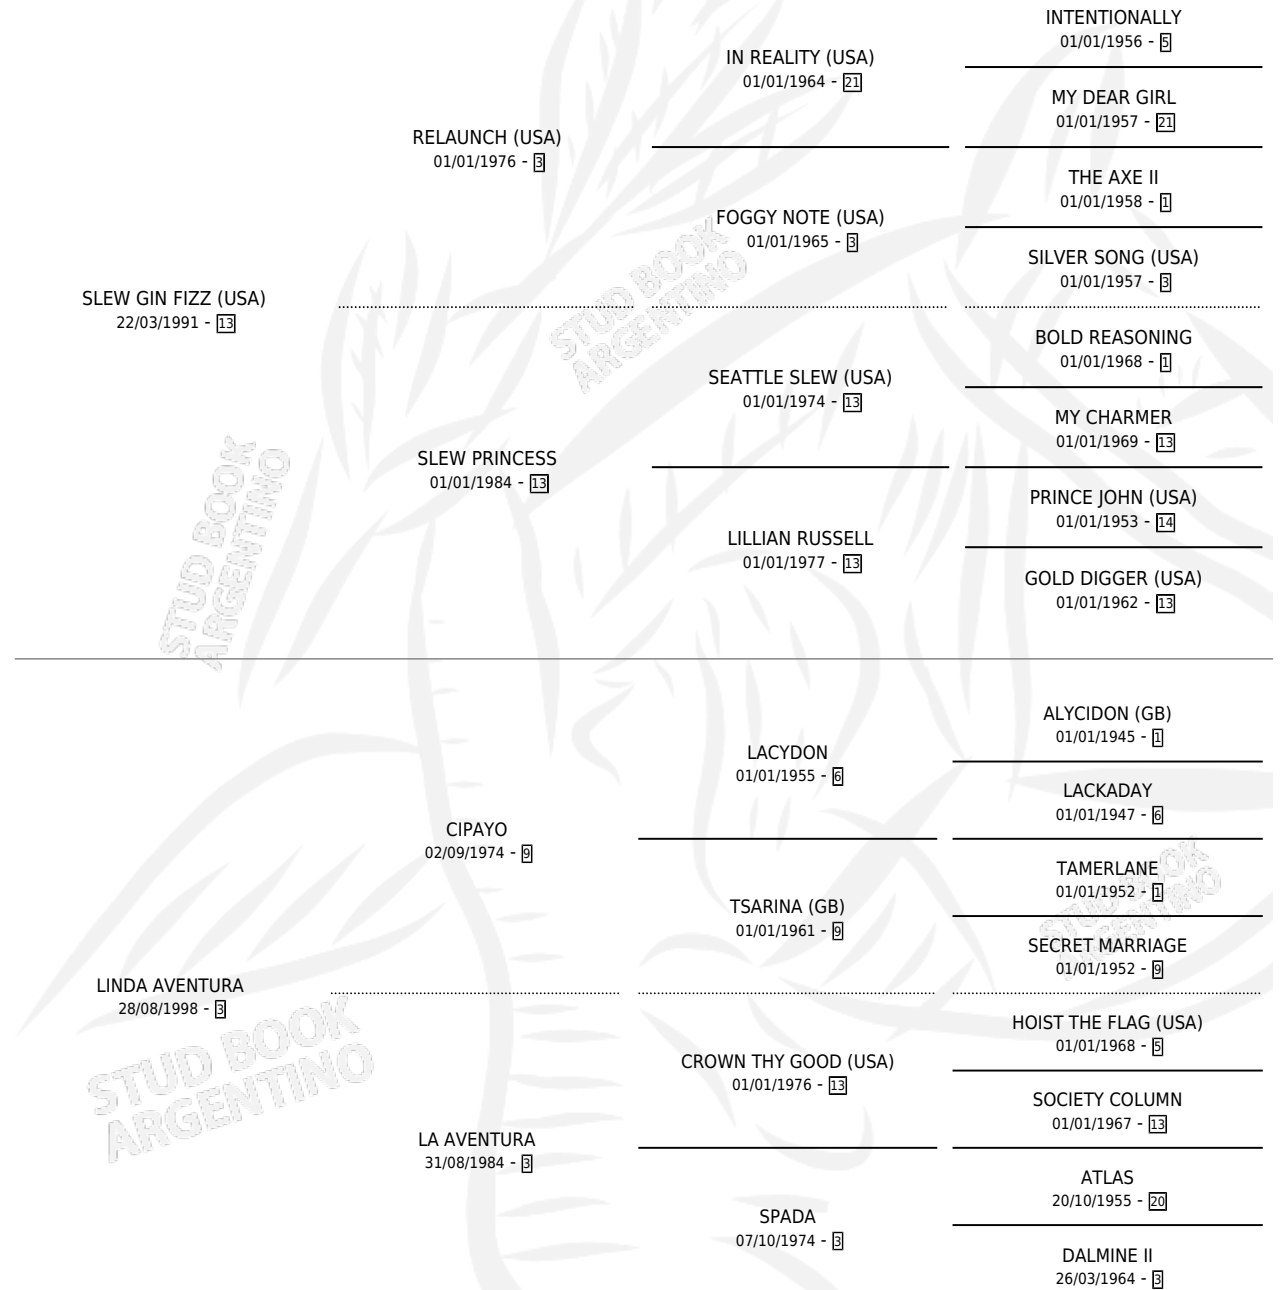 INTENTIONALLY
01/01/1956 - 5
IN REALITY (USA)
01/01/1964 - 21
MY DEAR GIRL
01/01/1957 - 21
RELAUNCH (USA)
01/01/1976 - 3
THE AXE II
01/01/1958 - 1
FOGGY NOTE (USA)
01/01/1965 - 3
SILVER SONG (USA)
01/01/1957 - 3
SLEW GIN FIZZ (USA)
22/03/1991 - 13
STUD BOOK
ARGENTINO
BOLD REASONING
01/01/1968 - 1
SEATTLE SLEW (USA)
01/01/1974 - 13
MY CHARMER
01/01/1969 - 13
SLEW PRINCESS
01/01/1984 - 13
PRINCE JOHN (USA)
01/01/1953 - 14
LILLIAN RUSSELL
01/01/1977 - 13
GOLD DIGGER (USA)
01/01/1962 - 13
STUD BOOK
ARGENTINO
ALYCIDON (GB)
01/01/1945 - 1
LACYDON
01/01/1955 - 6
LACKADAY
01/01/1947 - 6
CIPAYO
02/09/1974 - 9
TAMERLANE
01/01/1952 - 1
STUD BOOK
ARGENTINO
TSARINA (GB)
01/01/1961 - 9
SECRET MARRIAGE
01/01/1952 - 9
LINDA AVENTURA
28/08/1998 - 3
STUD BOOK
ARGENTINO
HOIST THE FLAG (USA)
01/01/1968 - 5
CROWN THY GOOD (USA)
01/01/1976 - 13
SOCIETY COLUMN
01/01/1967 - 13
LA AVENTURA
31/08/1984 - 3
ATLAS
20/10/1955 - 20
SPADA
07/10/1974 - 3
DALMINE II
26/03/1964 - 3